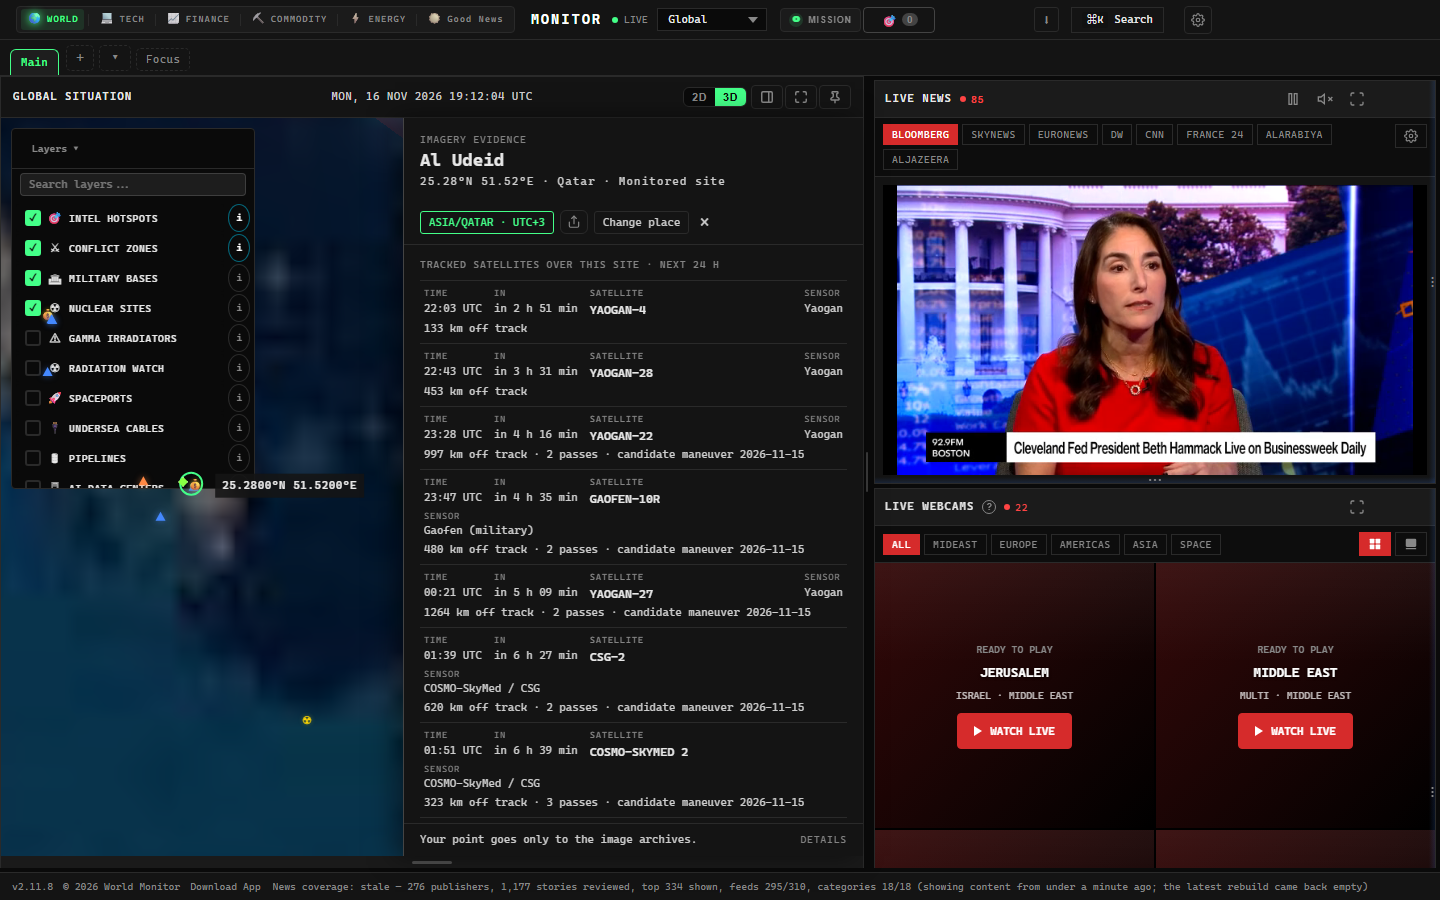 WORLD TECH FINANCE COMMODITY ENERGY Good News MONITOR LIVE Global MISSION 0 i ⌘K Search
Main + ▼ Focus
GLOBAL SITUATION MON, 16 NOV 2026 19:12:04 UTC 2D 3D
Layers ▼
Search layers...
INTEL HOTSPOTS i
CONFLICT ZONES i
MILITARY BASES i
NUCLEAR SITES i
GAMMA IRRADIATORS i
RADIATION WATCH i
SPACEPORTS i
UNDERSEA CABLES i
PIPELINES i
AI DATA CENTERS
25.2800°N 51.5200°E
IMAGERY EVIDENCE
Al Udeid
25.28°N 51.52°E · Qatar · Monitored site
ASIA/QATAR · UTC+3 Change place ×
TRACKED SATELLITES OVER THIS SITE · NEXT 24 H
TIME IN SATELLITE SENSOR
22:03 UTC in 2 h 51 min YAOGAN-4 Yaogan
133 km off track
TIME IN SATELLITE SENSOR
22:43 UTC in 3 h 31 min YAOGAN-28 Yaogan
453 km off track
TIME IN SATELLITE SENSOR
23:28 UTC in 4 h 16 min YAOGAN-22 Yaogan
997 km off track · 2 passes · candidate maneuver 2026-11-15
TIME IN SATELLITE
23:47 UTC in 4 h 35 min GAOFEN-10R
SENSOR
Gaofen (military)
480 km off track · 2 passes · candidate maneuver 2026-11-15
TIME IN SATELLITE SENSOR
00:21 UTC in 5 h 09 min YAOGAN-27 Yaogan
1264 km off track · 2 passes · candidate maneuver 2026-11-15
TIME IN SATELLITE
01:39 UTC in 6 h 27 min CSG-2
SENSOR
COSMO-SkyMed / CSG
620 km off track · 2 passes · candidate maneuver 2026-11-15
TIME IN SATELLITE
01:51 UTC in 6 h 39 min COSMO-SKYMED 2
SENSOR
COSMO-SkyMed / CSG
323 km off track · 3 passes · candidate maneuver 2026-11-15
Your point goes only to the image archives. DETAILS
LIVE NEWS 85
BLOOMBERG SKYNEWS EURONEWS DW CNN FRANCE 24 ALARABIYA
ALJAZEERA
92.9FM
BOSTON
Cleveland Fed President Beth Hammack Live on Businessweek Daily
LIVE WEBCAMS ? 22
ALL MIDEAST EUROPE AMERICAS ASIA SPACE
READY TO PLAY
JERUSALEM
ISRAEL · MIDDLE EAST
WATCH LIVE
READY TO PLAY
MIDDLE EAST
MULTI · MIDDLE EAST
WATCH LIVE
v2.11.8 © 2026 World Monitor Download App News coverage: stale — 276 publishers, 1,177 stories reviewed, top 334 shown, feeds 295/310, categories 18/18 (showing content from under a minute ago; the latest rebuild came back empty)